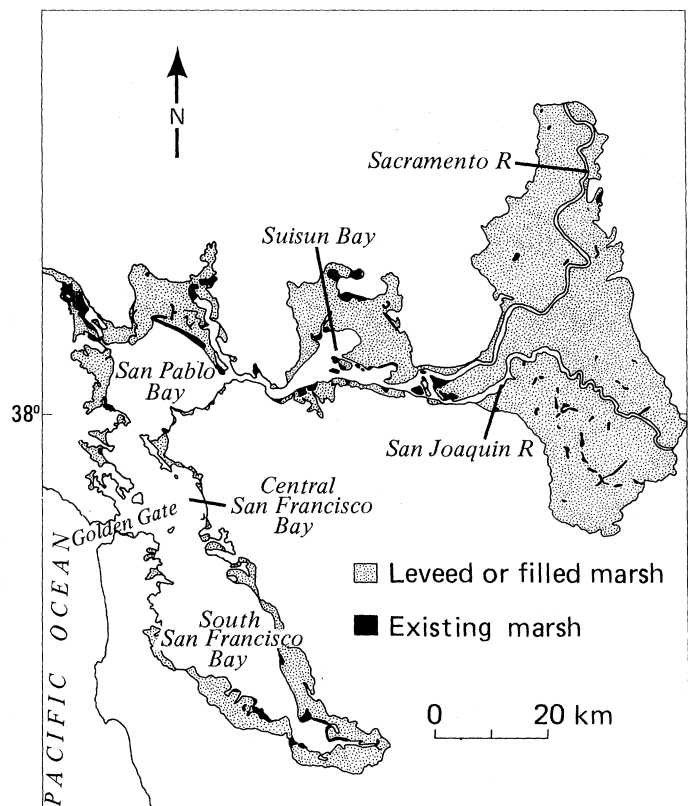 N
Sacramento R
Suisun Bay
San Pablo
Bay
38°
San Joaquin R
Central
San Francisco
Bay
Golden Gate
PACIFIC OCEAN
Leveed or filled marsh
South
San Francisco
Bay
Existing marsh
0 20 km